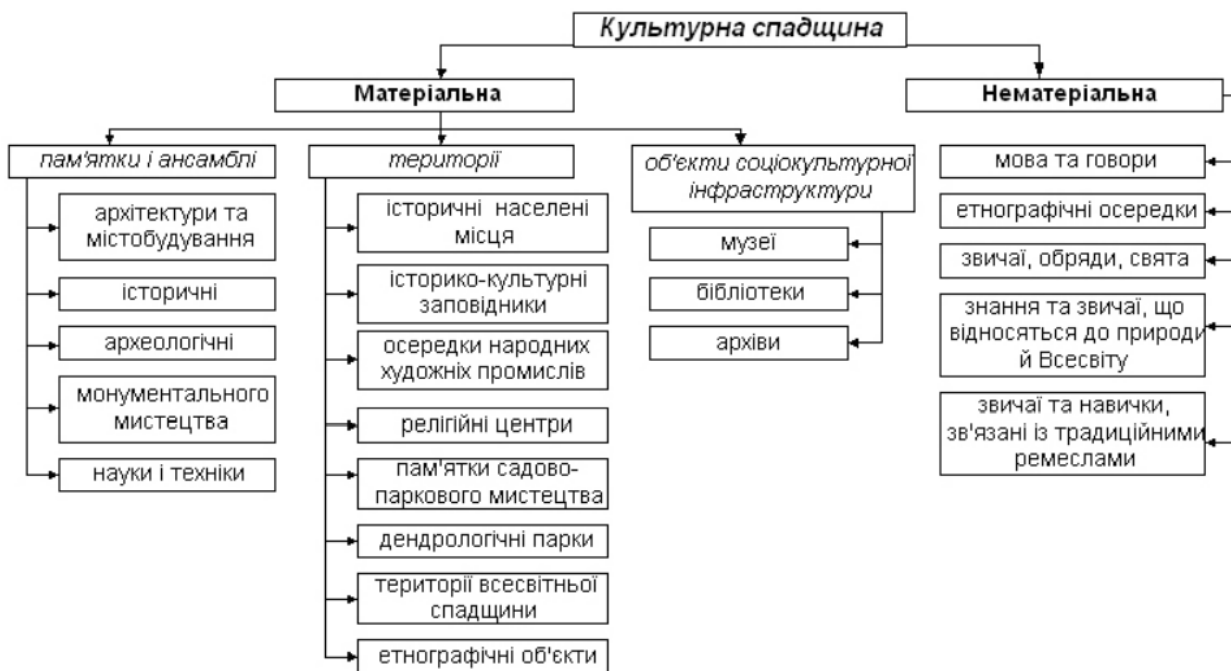 Культурна спадщина
Матеріальна
Нематеріальна
пам'ятки і ансамблі
архітектури та
містобудування
історичні
археологічні
монументального
мистецтва
науки і техніки
території
історичні населені
місця
історико-культурні
заповідники
осередки народних
художніх промислів
релігійні центри
пам'ятки садово-
паркового мистецтва
дендрологічні парки
території всесвітньої
спадщини
етнографічні об'єкти
об'єкти соціокультурної
інфраструктури
музеї
бібліотеки
архіви
мова та говори
етнографічні осередки
звичаї, обряди, свята
знання та звичаї, що
відносяться до природи
й Всесвіту
звичаї та навички,
зв'язані із традиційними
ремеслами